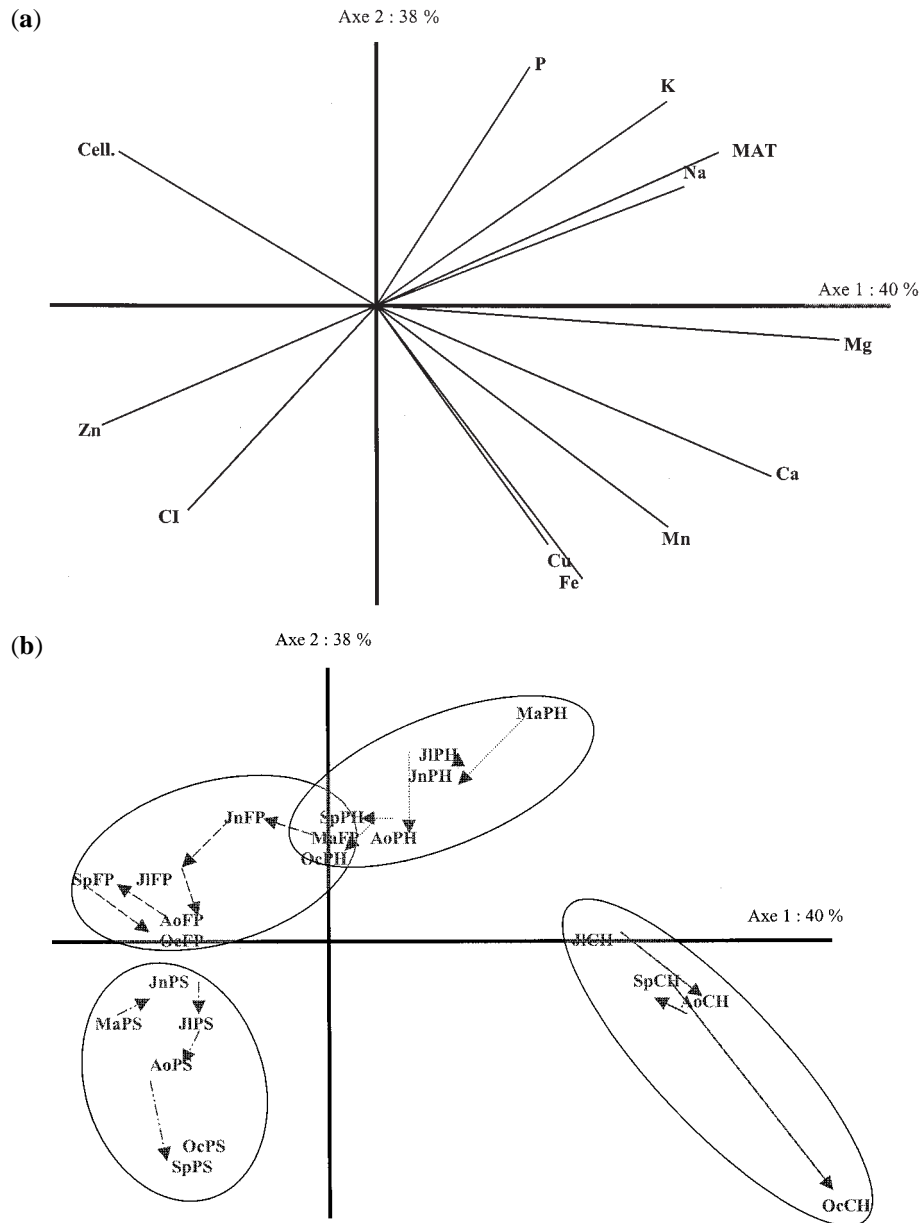 (a)
Axe 2 : 38 %
P
K
Cell.
MAT
Na
Axe 1 : 40 %
Mg
Zn
Ca
CI
Mn
Cu
Fe
(b)
Axe 2 : 38 %
MaPH
JlPH
JnPH
JnFP
SpPH
MaFP
AoPH
OcPH
SpFP
JlFP
AoFP
OcFP
Axe 1 : 40 %
JlCH
JnPS
SpCH
AoCH
MaPS
JlPS
AoPS
OcPS
SpPS
OcCH